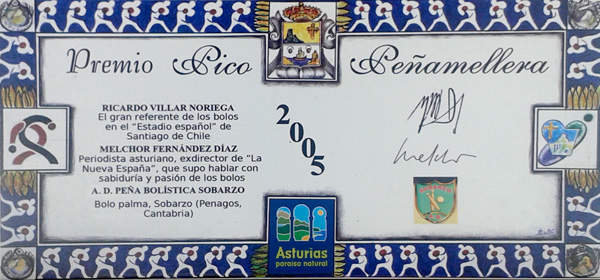 Premio Pico Peñamellera
RICARDO VILLAR NORIEGA
El gran referente de los bolos
en el “Estadio español” de
Santiago de Chile
MELCHOR FERNÁNDEZ DÍAZ
Periodista asturiano, exdirector de “La
Nueva España”, que supo hablar con
sabiduría y pasión de los bolos
A. D. PEÑA BOLÍSTICA SOBARZO
Bolo palma, Sobarzo (Penagos,
Cantabria)
2005
Melchor
SOBARZO
Asturias
paraíso natural